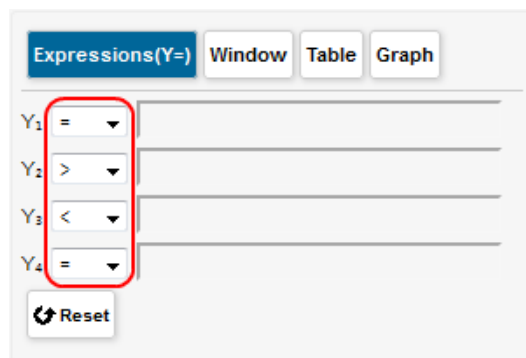 Expressions(Y=) Window Table Graph
Y₁ =
Y₂ >
Y₃ <
Y₄ =
Reset